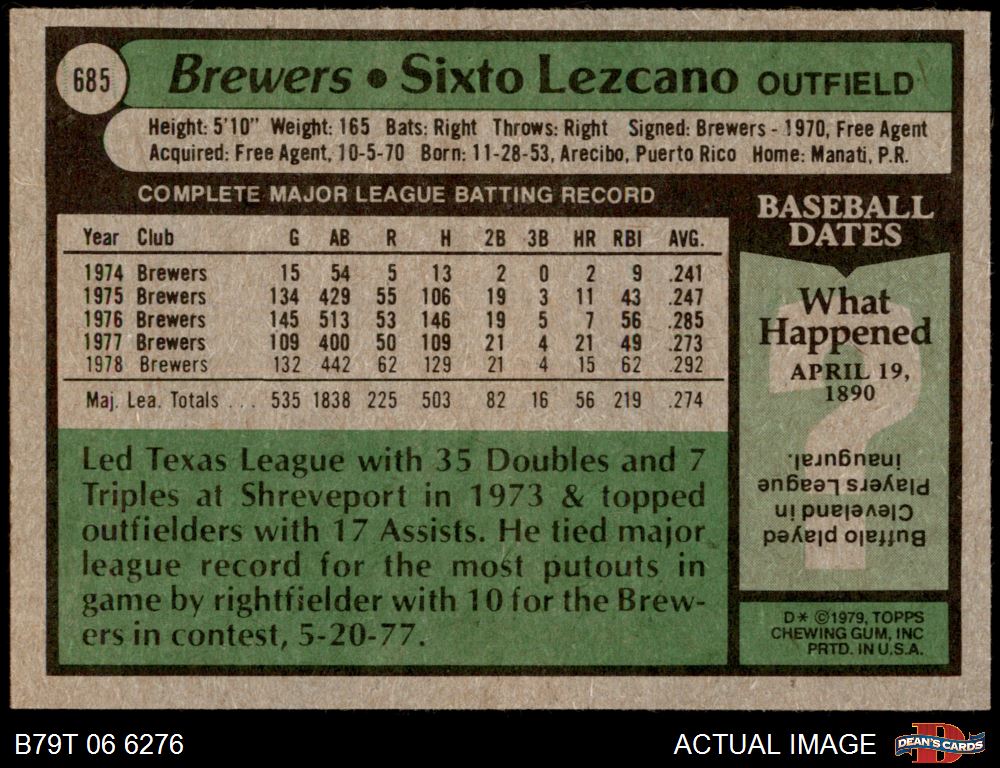 685
Brewers • Sixto Lezcano OUTFIELD
Height: 5'10" Weight: 165 Bats: Right Throws: Right Signed: Brewers - 1970, Free Agent
Acquired: Free Agent, 10-5-70 Born: 11-28-53, Arecibo, Puerto Rico Home: Manati, P.R.
COMPLETE MAJOR LEAGUE BATTING RECORD
Year Club G AB R H 2B 3B HR RBI AVG.
1974 Brewers 15 54 5 13 2 0 2 9 .241
1975 Brewers 134 429 55 106 19 3 11 43 .247
1976 Brewers 145 513 53 146 19 5 7 56 .285
1977 Brewers 109 400 50 109 21 4 21 49 .273
1978 Brewers 132 442 62 129 21 4 15 62 .292
Maj. Lea. Totals . . . 535 1838 225 503 82 16 56 219 .274
Led Texas League with 35 Doubles and 7
Triples at Shreveport in 1973 & topped
outfielders with 17 Assists. He tied major
league record for the most putouts in
game by rightfielder with 10 for the Brew-
ers in contest, 5-20-77.
BASEBALL
DATES
What
Happened
APRIL 19,
1890
?
Buffalo played
Cleveland in
Players League
inaugural.
D* ©1979, TOPPS
CHEWING GUM, INC
PRTD. IN U.S.A.
B79T 06 6276
ACTUAL IMAGE
D
DEAN'S CARDS